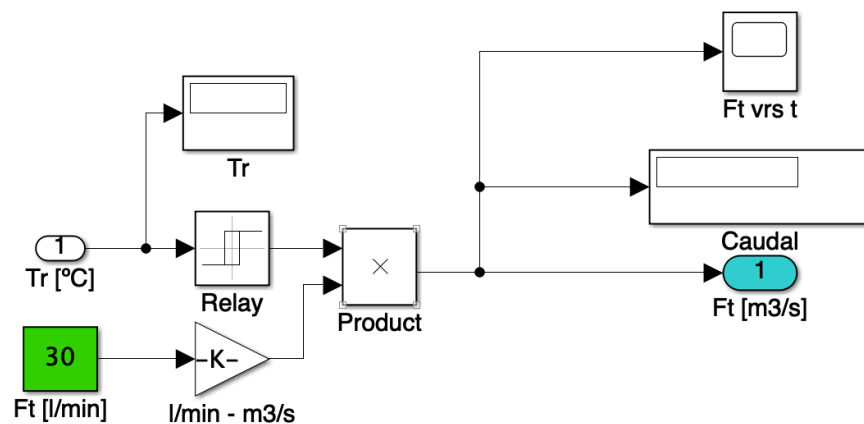 Ft vrs t
Tr
Caudal
1
Tr [ºC]
Relay
×
Product
1
Ft [m3/s]
30
Ft [l/min]
-K-
l/min - m3/s